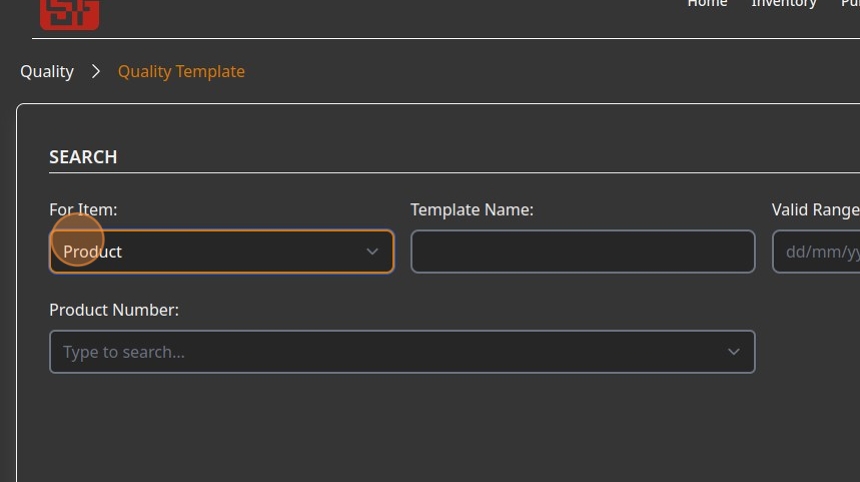 Home Inventory
Quality > Quality Template
SEARCH
For Item: Template Name: Valid Range
Product dd/mm/yy
Product Number:
Type to search...